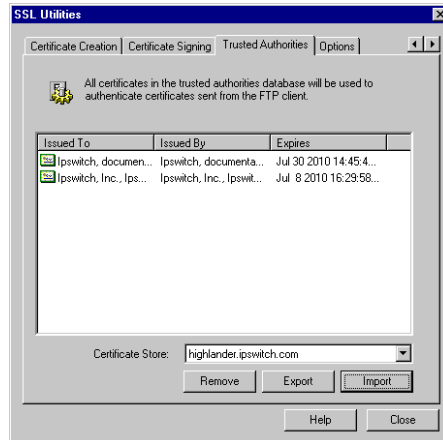 SSL Utilities
Certificate Creation Certificate Signing Trusted Authorities Options
All certificates in the trusted authorities database will be used to
authenticate certificates sent from the FTP client.
Issued To Issued By Expires
Ipswitch, documen... Ipswitch, documenta... Jul 30 2010 14:45:4...
Ipswitch, Inc., Ips... Ipswitch, Inc., Ipswit... Jul 8 2010 16:29:58...
Certificate Store: highlander.ipswitch.com
Remove Export Import
Help Close